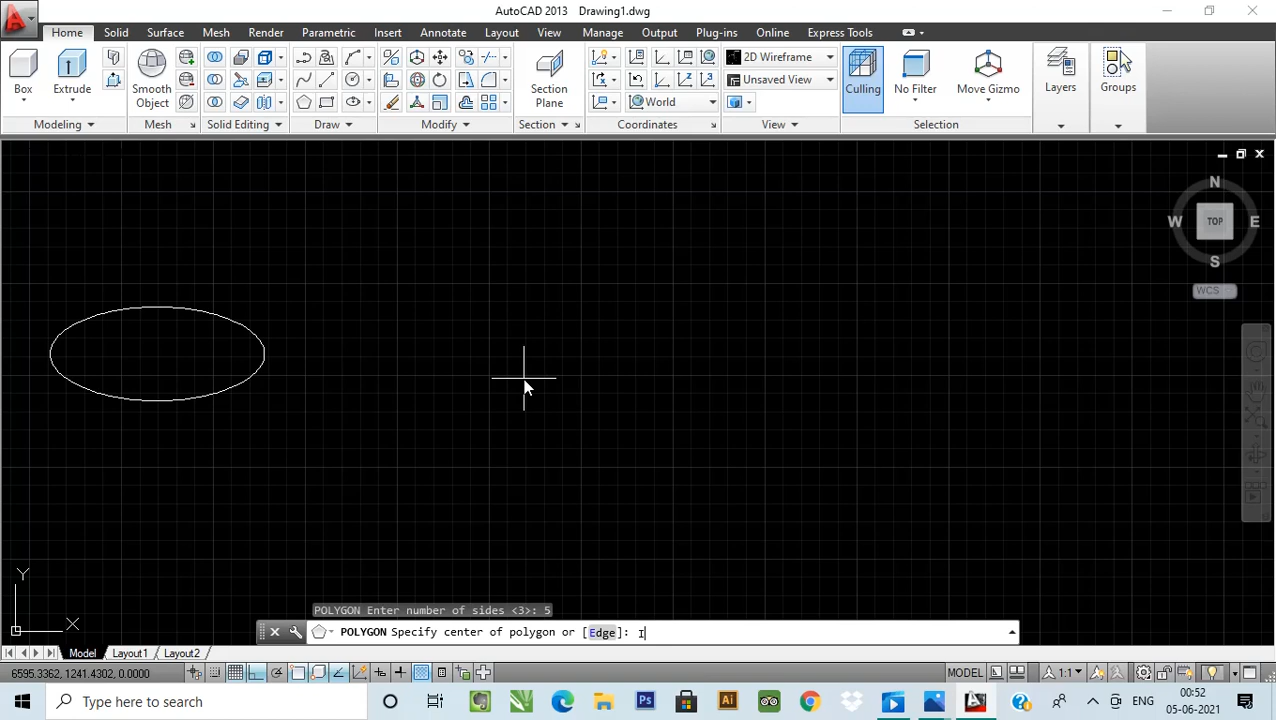 AutoCAD 2013 Drawing1.dwg
Home Solid Surface Mesh Render Parametric Insert Annotate Layout View Manage Output Plug-ins Online Express Tools
2D Wireframe
Unsaved View
World
Box Extrude Smooth Object Section Plane Culling No Filter Move Gizmo Layers Groups
Modeling Mesh Solid Editing Draw Modify Section Coordinates View Selection
N
W TOP E
S
WCS
Y
X
POLYGON Enter number of sides <3>: 5
POLYGON Specify center of polygon or [Edge]:
Model Layout1 Layout2
6595.3362, 1241.4302, 0.0000 MODEL 1:1
Type here to search Ps Ai ENG 00:52
05-06-2021